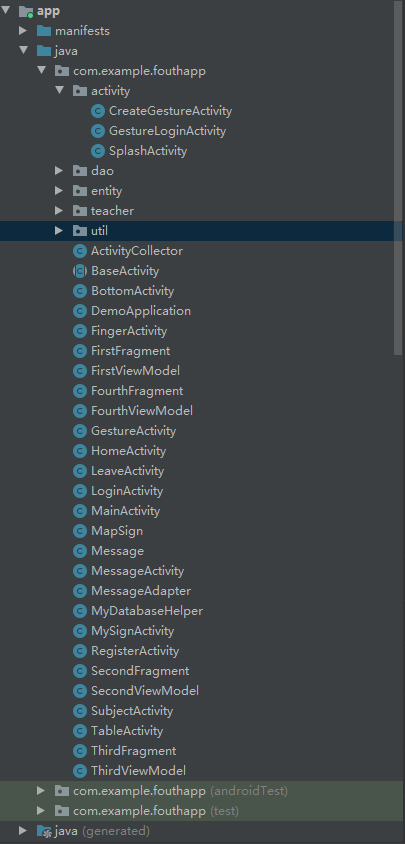 app
manifests
java
com.example.fouthapp
activity
CreateGestureActivity
GestureLoginActivity
SplashActivity
dao
entity
teacher
util
ActivityCollector
BaseActivity
BottomActivity
DemoApplication
FingerActivity
FirstFragment
FirstViewModel
FourthFragment
FourthViewModel
GestureActivity
HomeActivity
LeaveActivity
LoginActivity
MainActivity
MapSign
Message
MessageActivity
MessageAdapter
MyDatabaseHelper
MySignActivity
RegisterActivity
SecondFragment
SecondViewModel
SubjectActivity
TableActivity
ThirdFragment
ThirdViewModel
com.example.fouthapp (androidTest)
com.example.fouthapp (test)
java (generated)